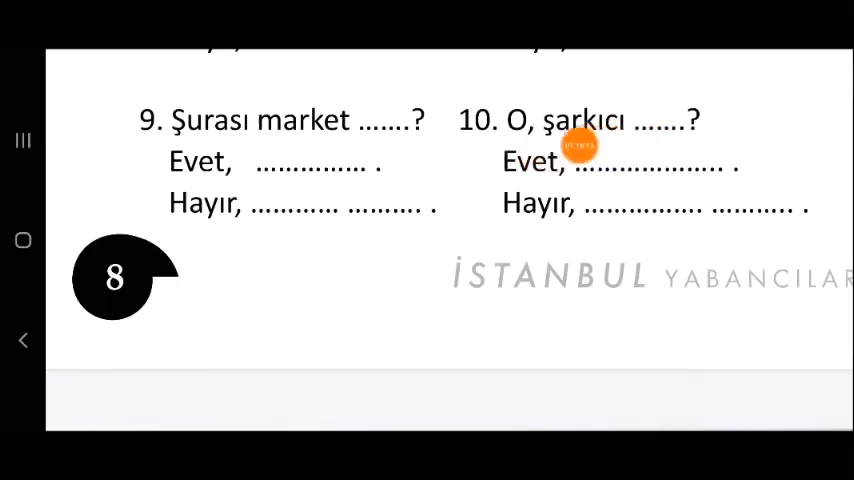 9. Şurası market .......?
Evet, ............... .
Hayır, ............ .......... .
10. O, şarkıcı .......?
Evet, .................... .
Hayır, ................ ........... .
8
İSTANBUL YABANCILAR